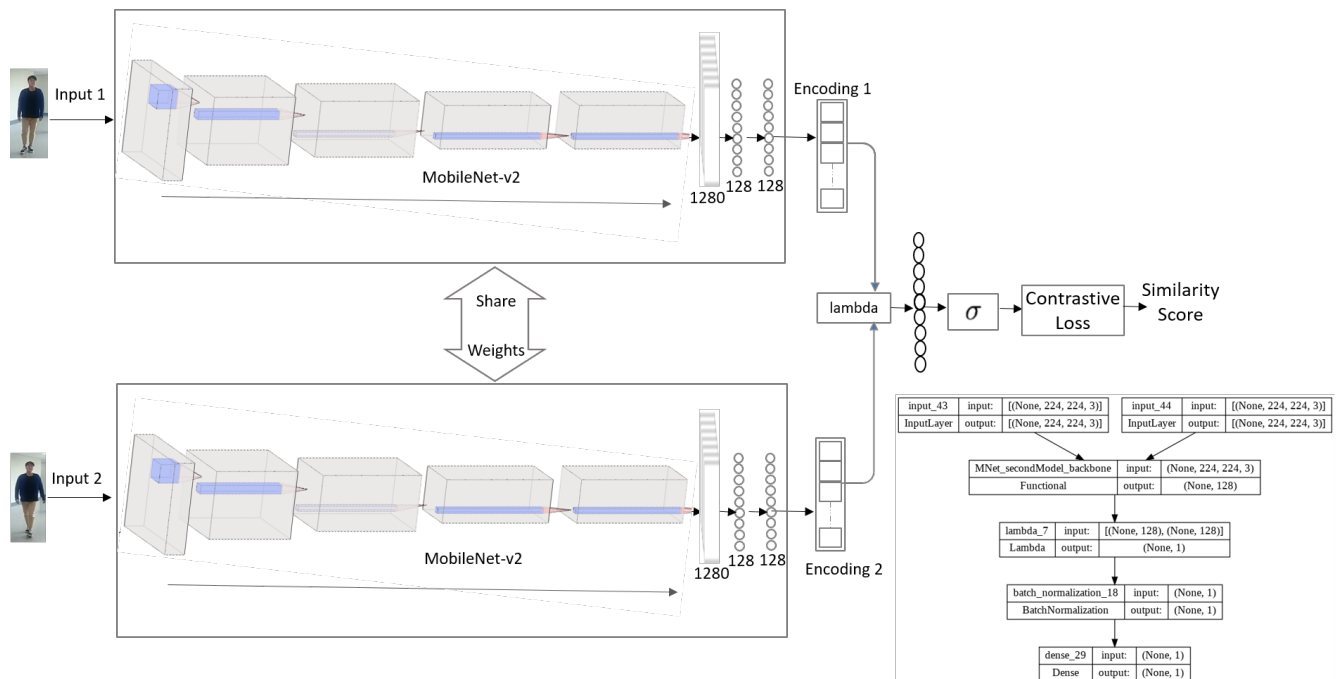 Input 1
MobileNet-v2
1280
128
128
Encoding 1
Share
Weights
lambda
σ
Contrastive
Loss
Similarity
Score
Input 2
MobileNet-v2
1280
128
128
Encoding 2
input_43 input: [(None, 224, 224, 3)]
InputLayer output: [(None, 224, 224, 3)]
input_44 input: [(None, 224, 224, 3)]
InputLayer output: [(None, 224, 224, 3)]
MNet_secondModel_backbone input: (None, 224, 224, 3)
Functional output: (None, 128)
lambda_7 input: [(None, 128), (None, 128)]
Lambda output: (None, 1)
batch_normalization_18 input: (None, 1)
BatchNormalization output: (None, 1)
dense_29 input: (None, 1)
Dense output: (None, 1)